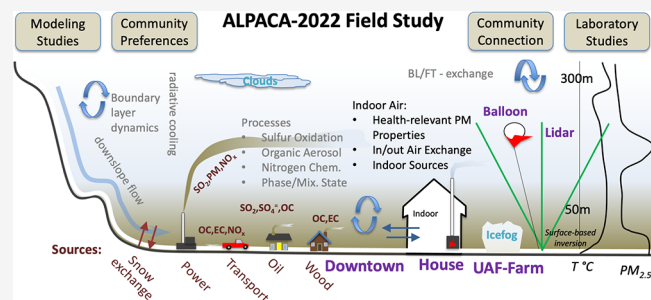 ALPACA-2022 Field Study
Modeling
Studies
Community
Preferences
Community
Connection
Laboratory
Studies
Boundary
layer
dynamics
radiative cooling
Clouds
BL/FT - exchange
300m
downslope flow
Processes
• Sulfur Oxidation
• Organic Aerosol
• Nitrogen Chem.
• Phase/Mix. State
Indoor Air:
• Health-relevant PM
Properties
• In/out Air Exchange
• Indoor Sources
Balloon
Lidar
SO₂,PM,NOₓ
SO₂,SO₄⁼,OC
OC,EC
OC,EC,NOₓ
Indoor
Icefog
50m
Surface-based
inversion
Sources:
Snow
exchange
Power
Transport
Oil
Wood
Downtown
House
UAF-Farm
T °C
PM₂.₅